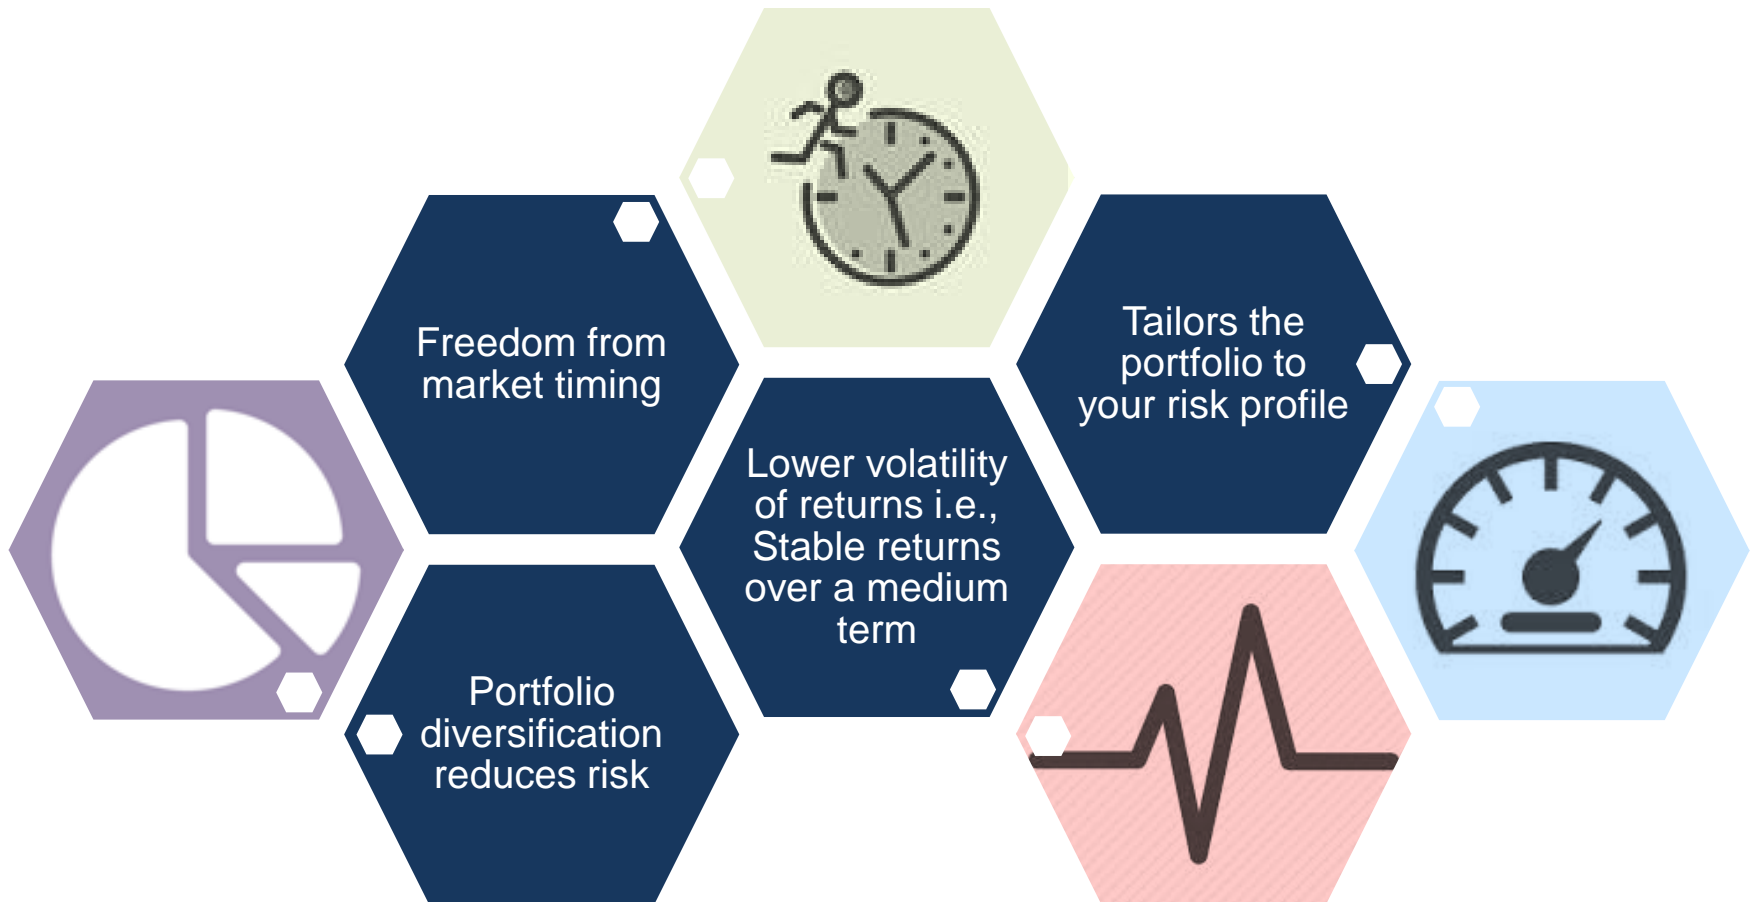 Freedom from
market timing
Tailors the
portfolio to
your risk profile
Lower volatility
of returns i.e.,
Stable returns
over a medium
term
Portfolio
diversification
reduces risk